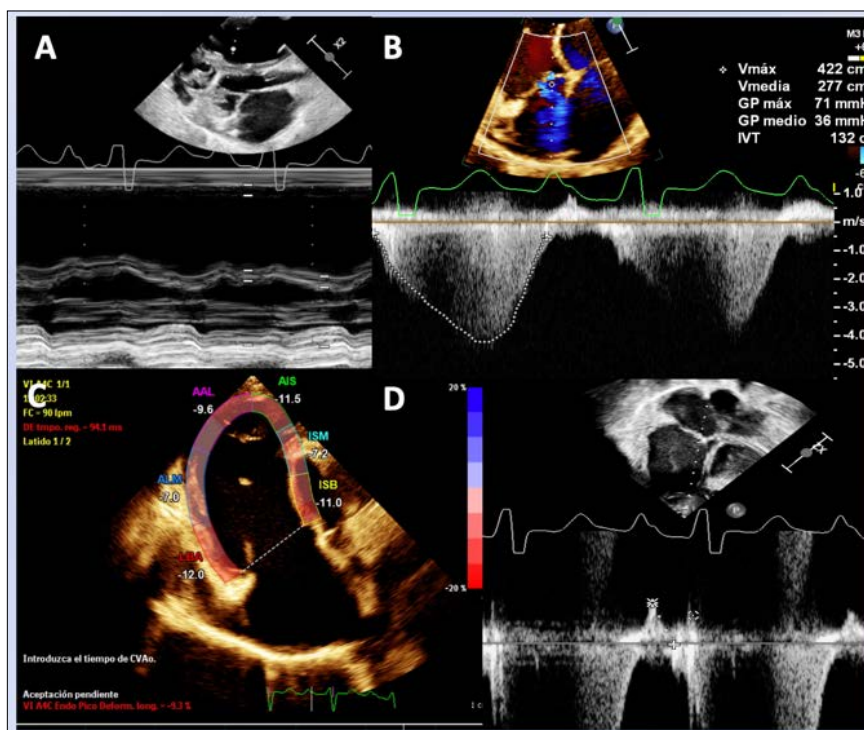 A
B
Vmáx 422 cm
Vmedia 277 cm
GP máx 71 mmH
GP medio 36 mmH
IVT 132 c
M3
1.0
m/s
-1.0
-2.0
-3.0
-4.0
-5.0
C
VI A4C 1/1
FC = 90 lpm
Latido 1 / 2
AAL
-9.6
AIS
-11.5
ISM
-7.2
ISB
-11.0
ALM
-7.0
-12.0
20 %
-20 %
Introduzca el tiempo de CVAo.
Aceptación pendiente
VI A4C Endo Pico Deform. long. = -9.3 %
D